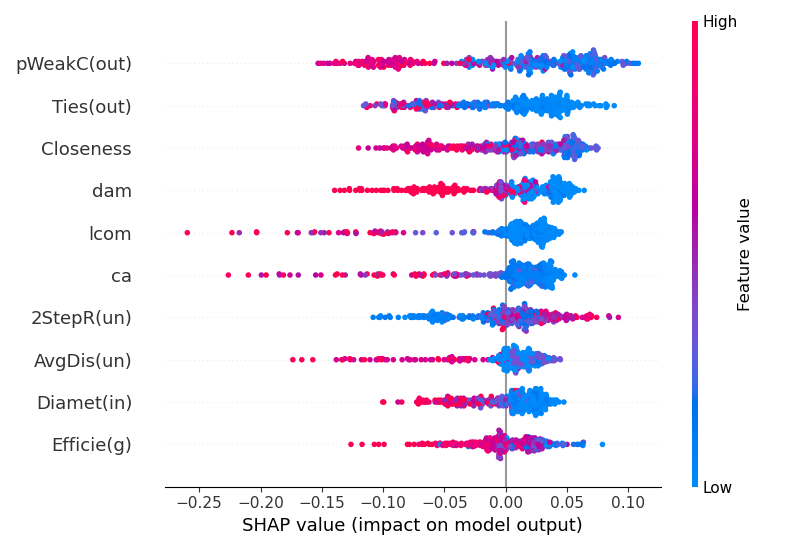 High
pWeakC(out)
Ties(out)
Closeness
dam
lcom
ca
2StepR(un)
AvgDis(un)
Diamet(in)
Efficie(g)
Feature value
Low
−0.25 −0.20 −0.15 −0.10 −0.05 0.00 0.05 0.10
SHAP value (impact on model output)